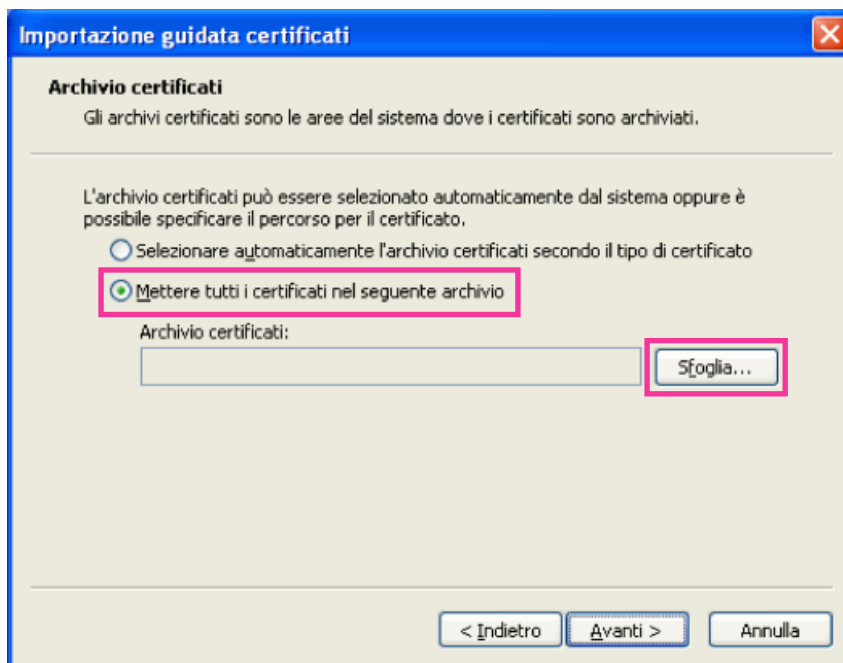 Importazione guidata certificati
Archivio certificati
Gli archivi certificati sono le aree del sistema dove i certificati sono archiviati.
L'archivio certificati può essere selezionato automaticamente dal sistema oppure è
possibile specificare il percorso per il certificato.
Selezionare automaticamente l'archivio certificati secondo il tipo di certificato
Mettere tutti i certificati nel seguente archivio
Archivio certificati:
Sfoglia...
< Indietro Avanti > Annulla